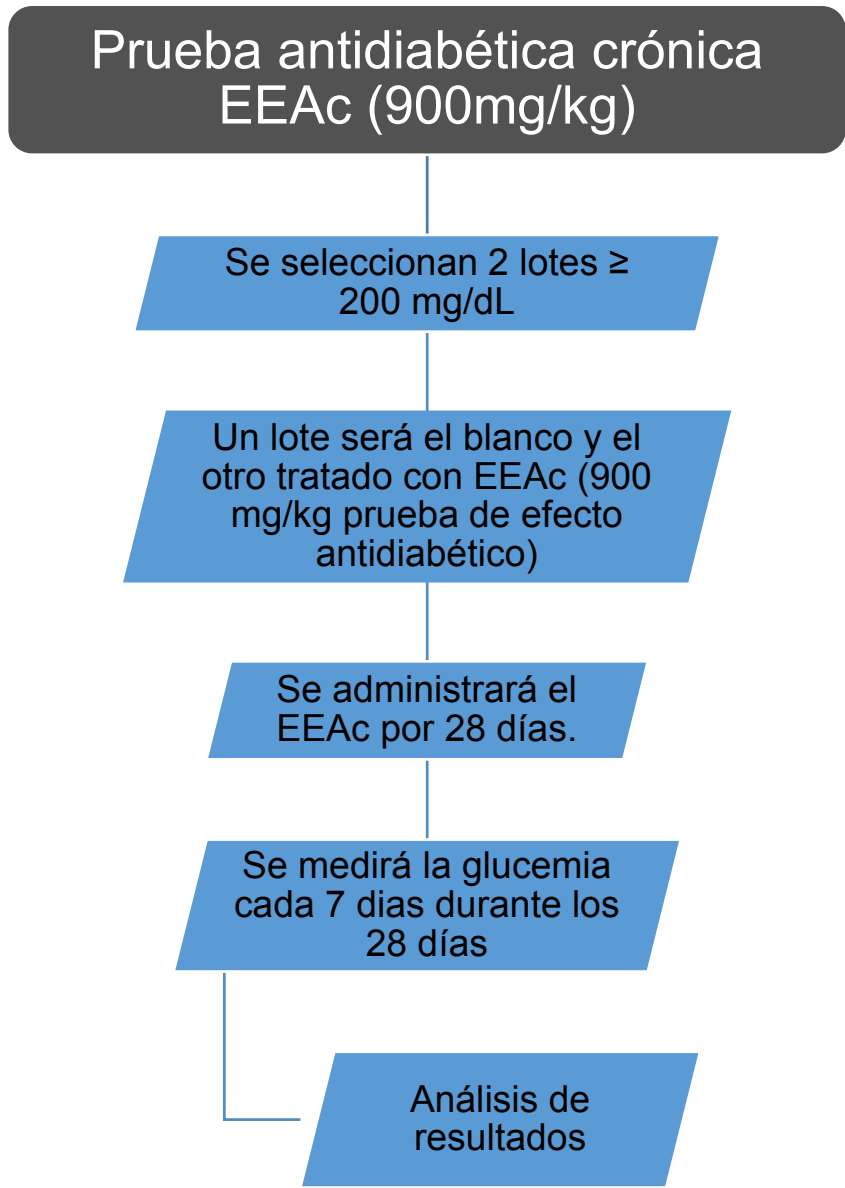 Prueba antidiabética crónica
EEAc (900mg/kg)
Se seleccionan 2 lotes ≥
200 mg/dL
Un lote será el blanco y el
otro tratado con EEAc (900
mg/kg prueba de efecto
antidiabético)
Se administrará el
EEAc por 28 días.
Se medirá la glucemia
cada 7 dias durante los
28 días
Análisis de
resultados